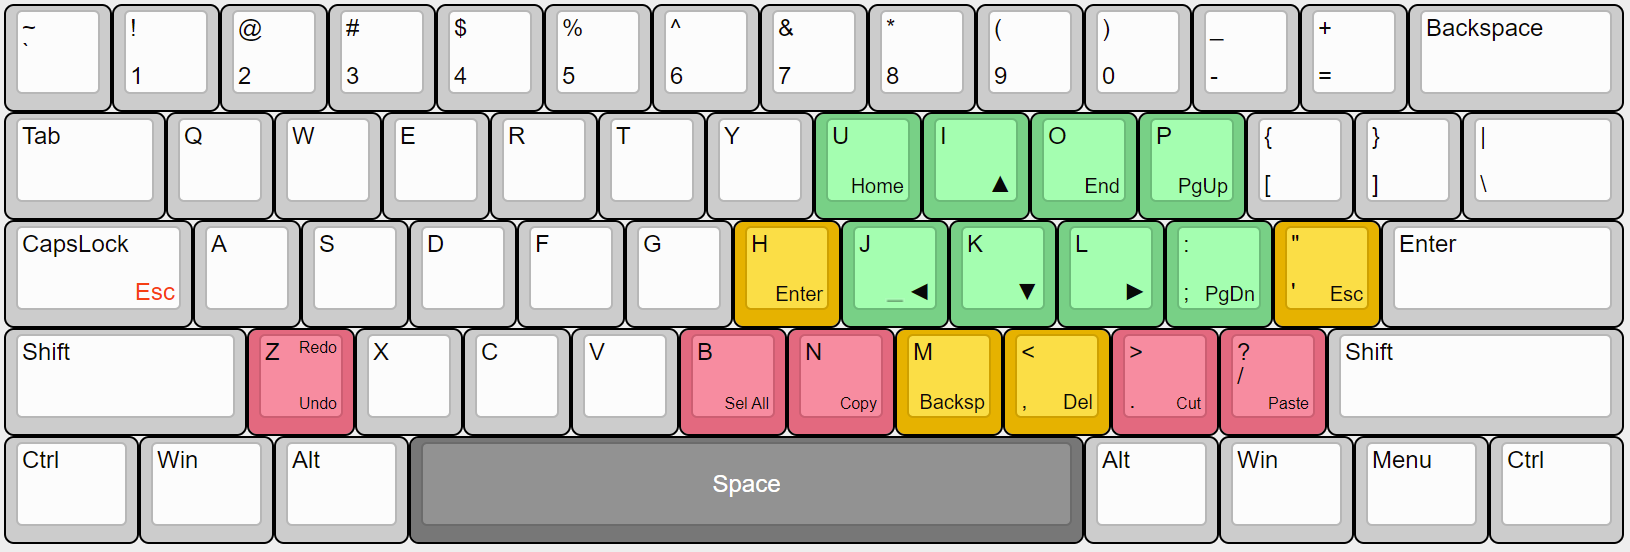 ~ ! @ # $ % ^ & * ( ) _ + Backspace
` 1 2 3 4 5 6 7 8 9 0 - =
Tab Q W E R T Y U I O P { } |
Home ▲ End PgUp [ ] \
CapsLock A S D F G H J K L : " Enter
Esc Enter _ ◄ ▼ ► ; PgDn ' Esc
Shift Z Redo X C V B N M < > ? Shift
/
Undo Sel All Copy Backsp , Del . Cut Paste
Ctrl Win Alt Space Alt Win Menu Ctrl